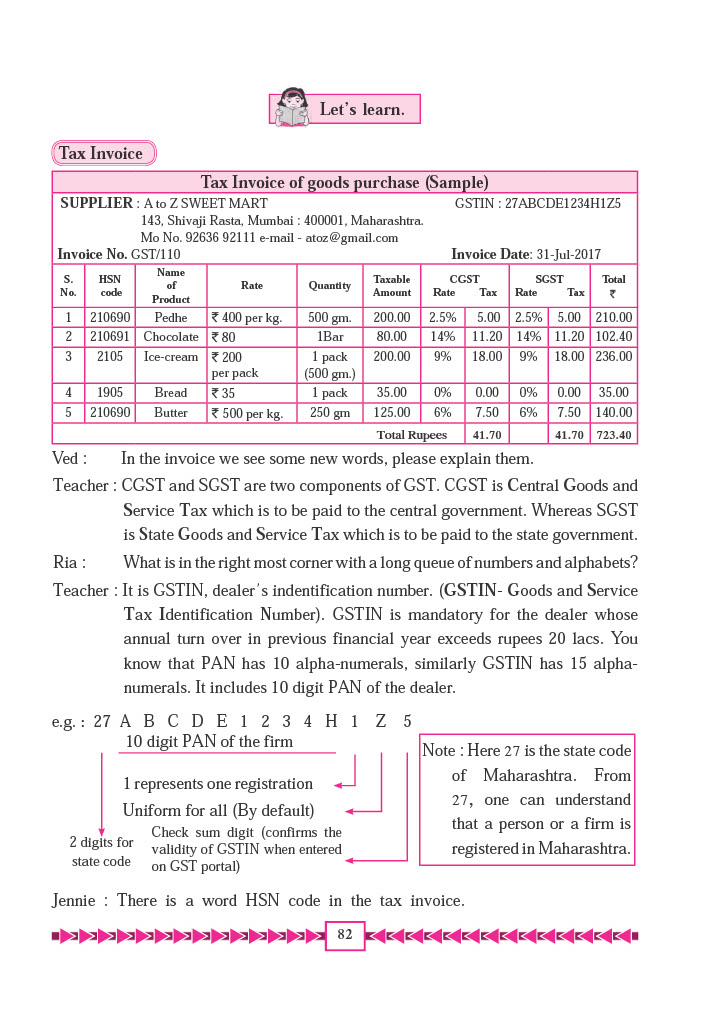 Let's learn.
Tax Invoice
Tax Invoice of goods purchase (Sample)
SUPPLIER : A to Z SWEET MART GSTIN : 27ABCDE1234H1Z5
143, Shivaji Rasta, Mumbai : 400001, Maharashtra.
Mo No. 92636 92111 e-mail - atoz@gmail.com
Invoice No. GST/110 Invoice Date: 31-Jul-2017
S. No. HSN code Name of Product Rate Quantity Taxable Amount CGST Rate Tax SGST Rate Tax Total ₹
1 210690 Pedhe ₹ 400 per kg. 500 gm. 200.00 2.5% 5.00 2.5% 5.00 210.00
2 210691 Chocolate ₹ 80 1Bar 80.00 14% 11.20 14% 11.20 102.40
3 2105 Ice-cream ₹ 200 1 pack 200.00 9% 18.00 9% 18.00 236.00
per pack (500 gm.)
4 1905 Bread ₹ 35 1 pack 35.00 0% 0.00 0% 0.00 35.00
5 210690 Butter ₹ 500 per kg. 250 gm 125.00 6% 7.50 6% 7.50 140.00
Total Rupees 41.70 41.70 723.40
Ved : In the invoice we see some new words, please explain them.
Teacher : CGST and SGST are two components of GST. CGST is Central Goods and
Service Tax which is to be paid to the central government. Whereas SGST
is State Goods and Service Tax which is to be paid to the state government.
Ria : What is in the right most corner with a long queue of numbers and alphabets?
Teacher : It is GSTIN, dealer's indentification number. (GSTIN- Goods and Service
Tax Identification Number). GSTIN is mandatory for the dealer whose
annual turn over in previous financial year exceeds rupees 20 lacs. You
know that PAN has 10 alpha-numerals, similarly GSTIN has 15 alpha-
numerals. It includes 10 digit PAN of the dealer.
e.g. : 27 A B C D E 1 2 3 4 H 1 Z 5
10 digit PAN of the firm
1 represents one registration
Uniform for all (By default)
2 digits for
state code
Check sum digit (confirms the
validity of GSTIN when entered
on GST portal)
Note : Here 27 is the state code
of Maharashtra. From
27, one can understand
that a person or a firm is
registered in Maharashtra.
Jennie : There is a word HSN code in the tax invoice.
82